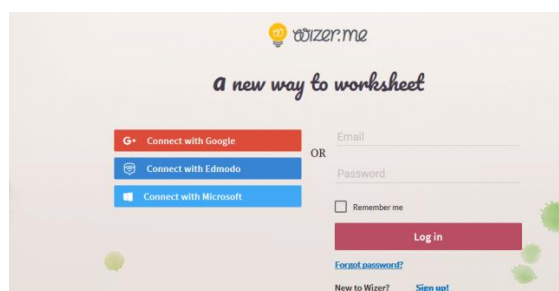 wizer.me
a new way to worksheet
G+ Connect with Google
Connect with Edmodo
Connect with Microsoft
OR
Email
Password
Remember me
Log in
Forgot password?
New to Wizer? Sign up!